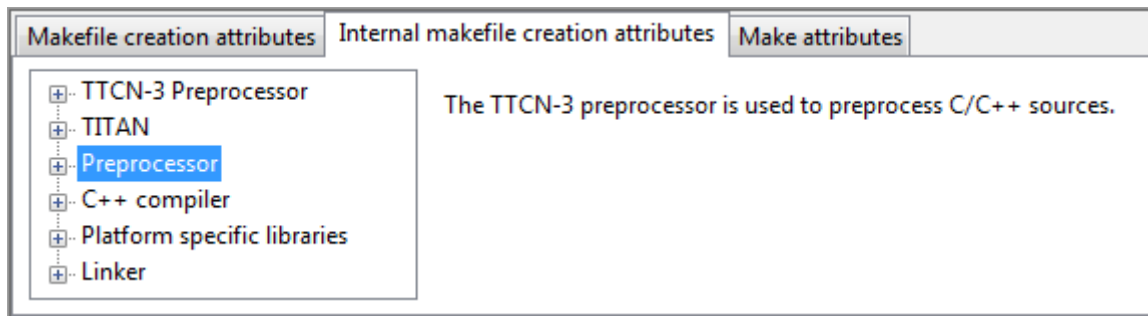 Makefile creation attributes Internal makefile creation attributes Make attributes
TTCN-3 Preprocessor
The TTCN-3 preprocessor is used to preprocess C/C++ sources.
TITAN
Preprocessor
C++ compiler
Platform specific libraries
Linker